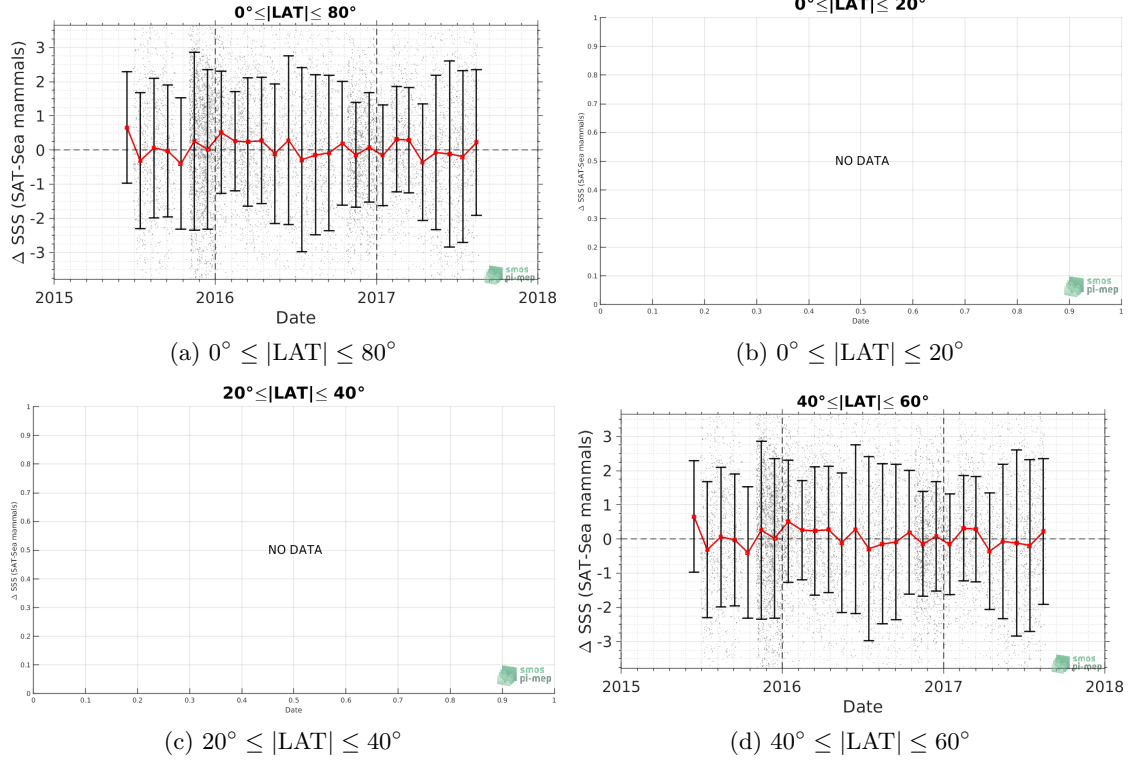 0°≤|LAT|≤ 80°
Δ SSS (SAT-Sea mammals)
3
2
1
0
-1
-2
-3
2015 2016 2017 2018
Date
smos
pi-mep
(a) 0° ≤ |LAT| ≤ 80°
0°≤|LAT|≤ 20°
Δ SSS (SAT-Sea mammals)
1
0.9
0.8
0.7
0.6
0.5
0.4
0.3
0.2
0.1
0
NO DATA
0 0.1 0.2 0.3 0.4 0.5 0.6 0.7 0.8 0.9 1
Date
smos
pi-mep
(b) 0° ≤ |LAT| ≤ 20°
20°≤|LAT|≤ 40°
Δ SSS (SAT-Sea mammals)
1
0.9
0.8
0.7
0.6
0.5
0.4
0.3
0.2
0.1
0
NO DATA
0 0.1 0.2 0.3 0.4 0.5 0.6 0.7 0.8 0.9 1
Date
smos
pi-mep
(c) 20° ≤ |LAT| ≤ 40°
40°≤|LAT|≤ 60°
Δ SSS (SAT-Sea mammals)
3
2
1
0
-1
-2
-3
2015 2016 2017 2018
Date
smos
pi-mep
(d) 40° ≤ |LAT| ≤ 60°